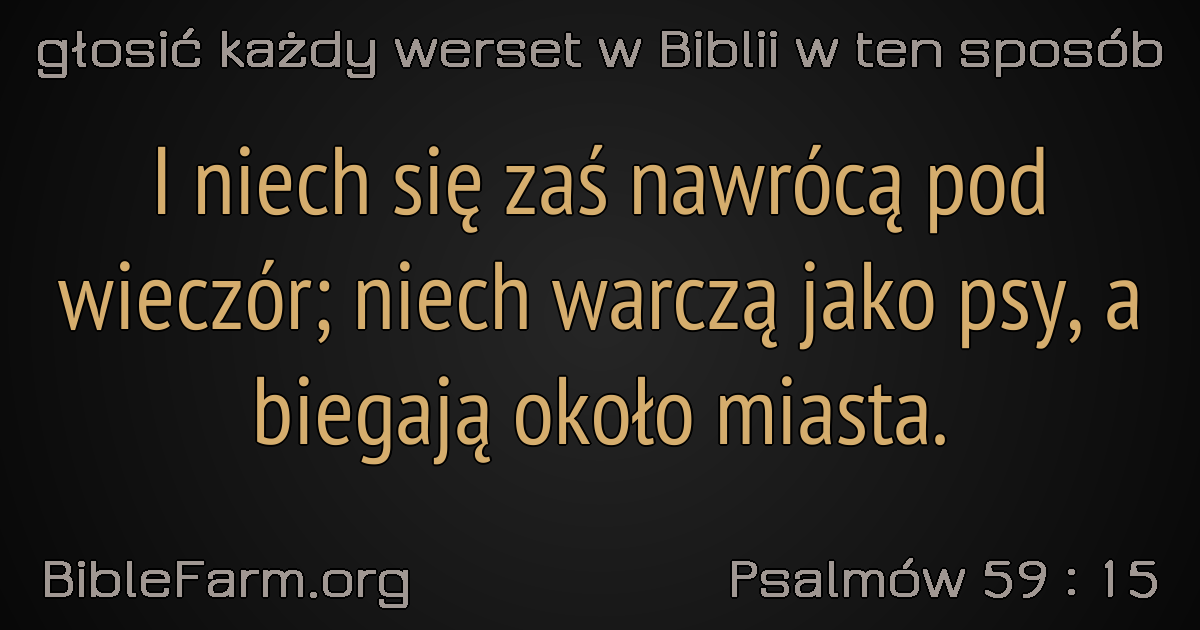 głosić każdy werset w Biblii w ten sposób
I niech się zaś nawrócą pod
wieczór; niech warczą jako psy, a
biegają około miasta.
BibleFarm.org
Psalmów 59 : 15